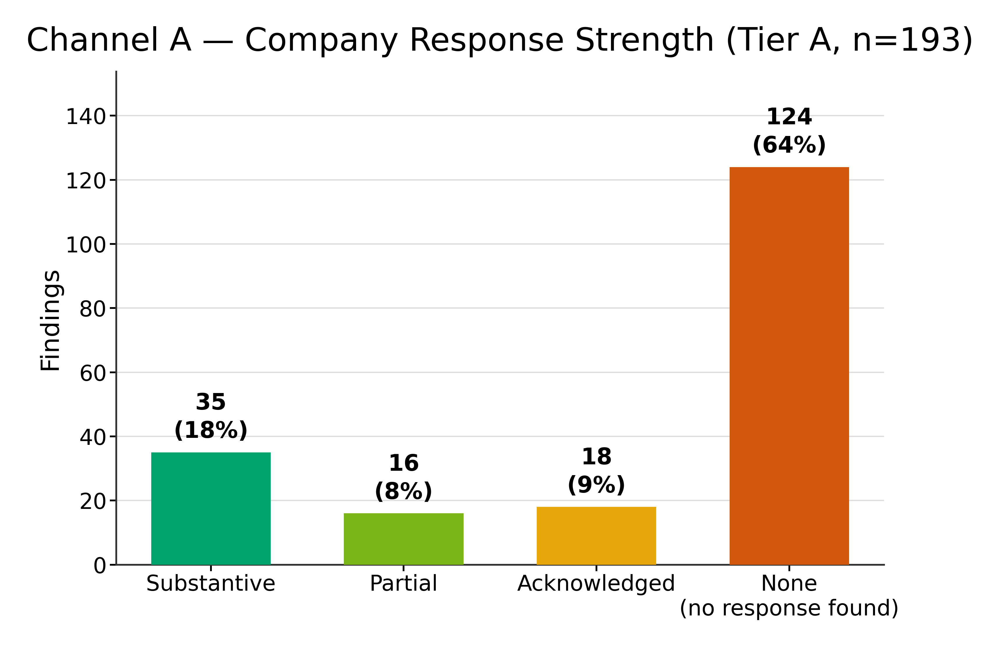 Channel A — Company Response Strength (Tier A, n=193)
Findings
140
120
100
80
60
40
20
0
35
(18%)
16
(8%)
18
(9%)
124
(64%)
Substantive
Partial
Acknowledged
None
(no response found)